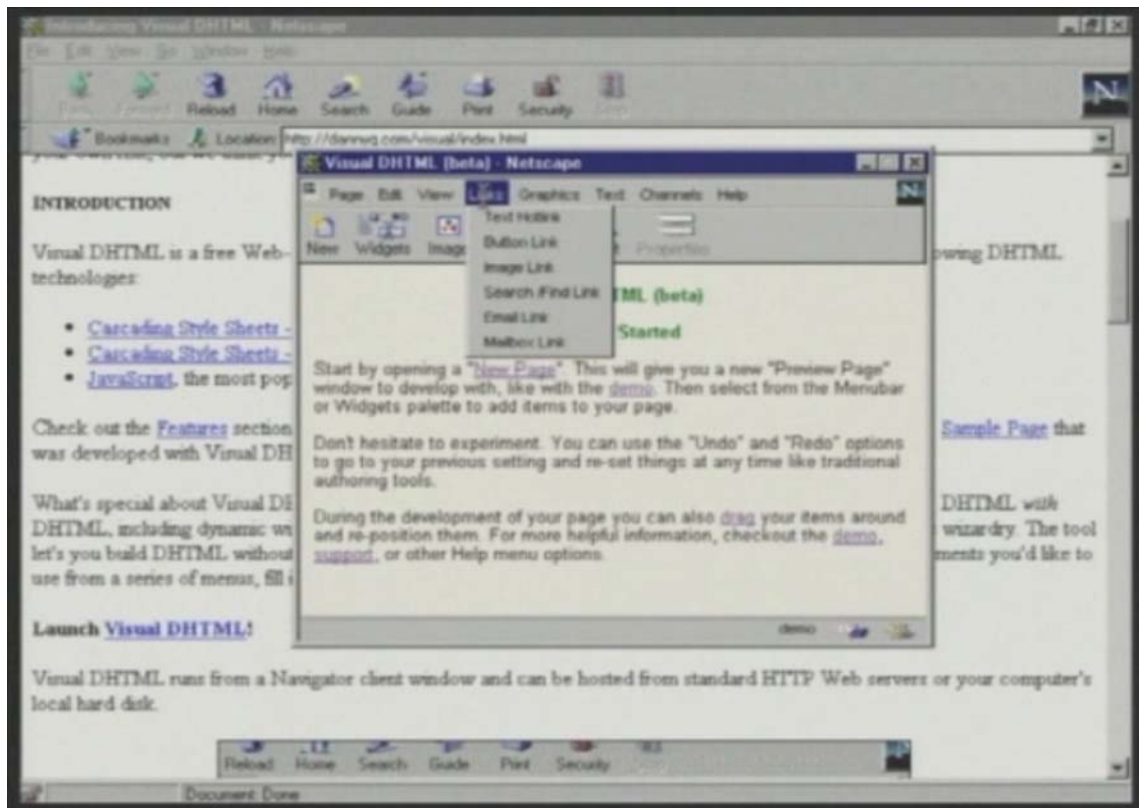 Introducing Visual DHTML - Netscape
File Edit View Go Window Help
Reload Home Search Guide Print Security
Bookmarks Location: http://dannyg.com/visual/index.html
INTRODUCTION
Visual DHTML is a free Web-
owing DHTML
technologies:
Cascading Style Sheets -
Cascading Style Sheets -
JavaScript, the most pop
Check out the Features section
Sample Page that
was developed with Visual DH
What's special about Visual DH
DHTML with
DHTML, including dynamic
wizardry. The tool
let's you build DHTML without
ments you'd like to
use from a series of menus, fill i
Launch Visual DHTML!
Visual DHTML runs from a Navigator client window and can be hosted from standard HTTP Web servers or your computer's
local hard disk.
Reload Home Search Guide Print Security
Document: Done
Visual DHTML (beta) - Netscape
Page Edit View Links Graphics Text Channels Help
New Widgets Image Properties
Text Hotlink
Button Link
Image Link
Search /Find Link
Email Link
Mailbox Link
TML (beta)
Started
Start by opening a "New Page". This will give you a new "Preview Page"
window to develop with, like with the demo. Then select from the Menubar
or Widgets palette to add items to your page.
Don't hesitate to experiment. You can use the "Undo" and "Redo" options
to go to your previous setting and re-set things at any time like traditional
authoring tools.
During the development of your page you can also drag your items around
and re-position them. For more helpful information, checkout the demo,
support, or other Help menu options.
demo